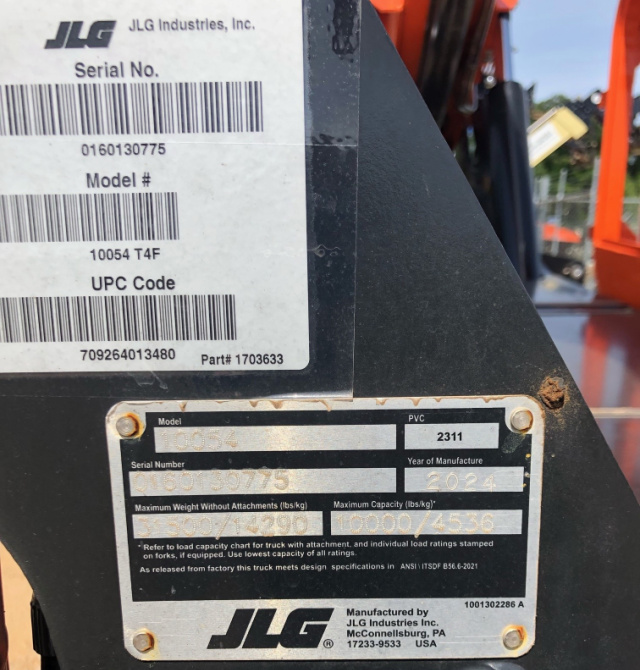 JLG JLG Industries, Inc.
Serial No.
0160130775
Model #
10054 T4F
UPC Code
709264013480 Part# 1703633
Model PVC
10054 2311
Serial Number Year of Manufacture
0160130775 2024
Maximum Weight Without Attachments (lbs/kg) Maximum Capacity (lbs/kg)*
31500/14290 10000/4536
* Refer to load capacity chart for truck with attachment, and individual load ratings stamped
on forks, if equipped. Use lowest capacity of all ratings.
As released from factory this truck meets design specifications in ANSI \ ITSDF B56.6-2021
1001302286 A
JLG®
Manufactured by
JLG Industries Inc.
McConnellsburg, PA
17233-9533 USA